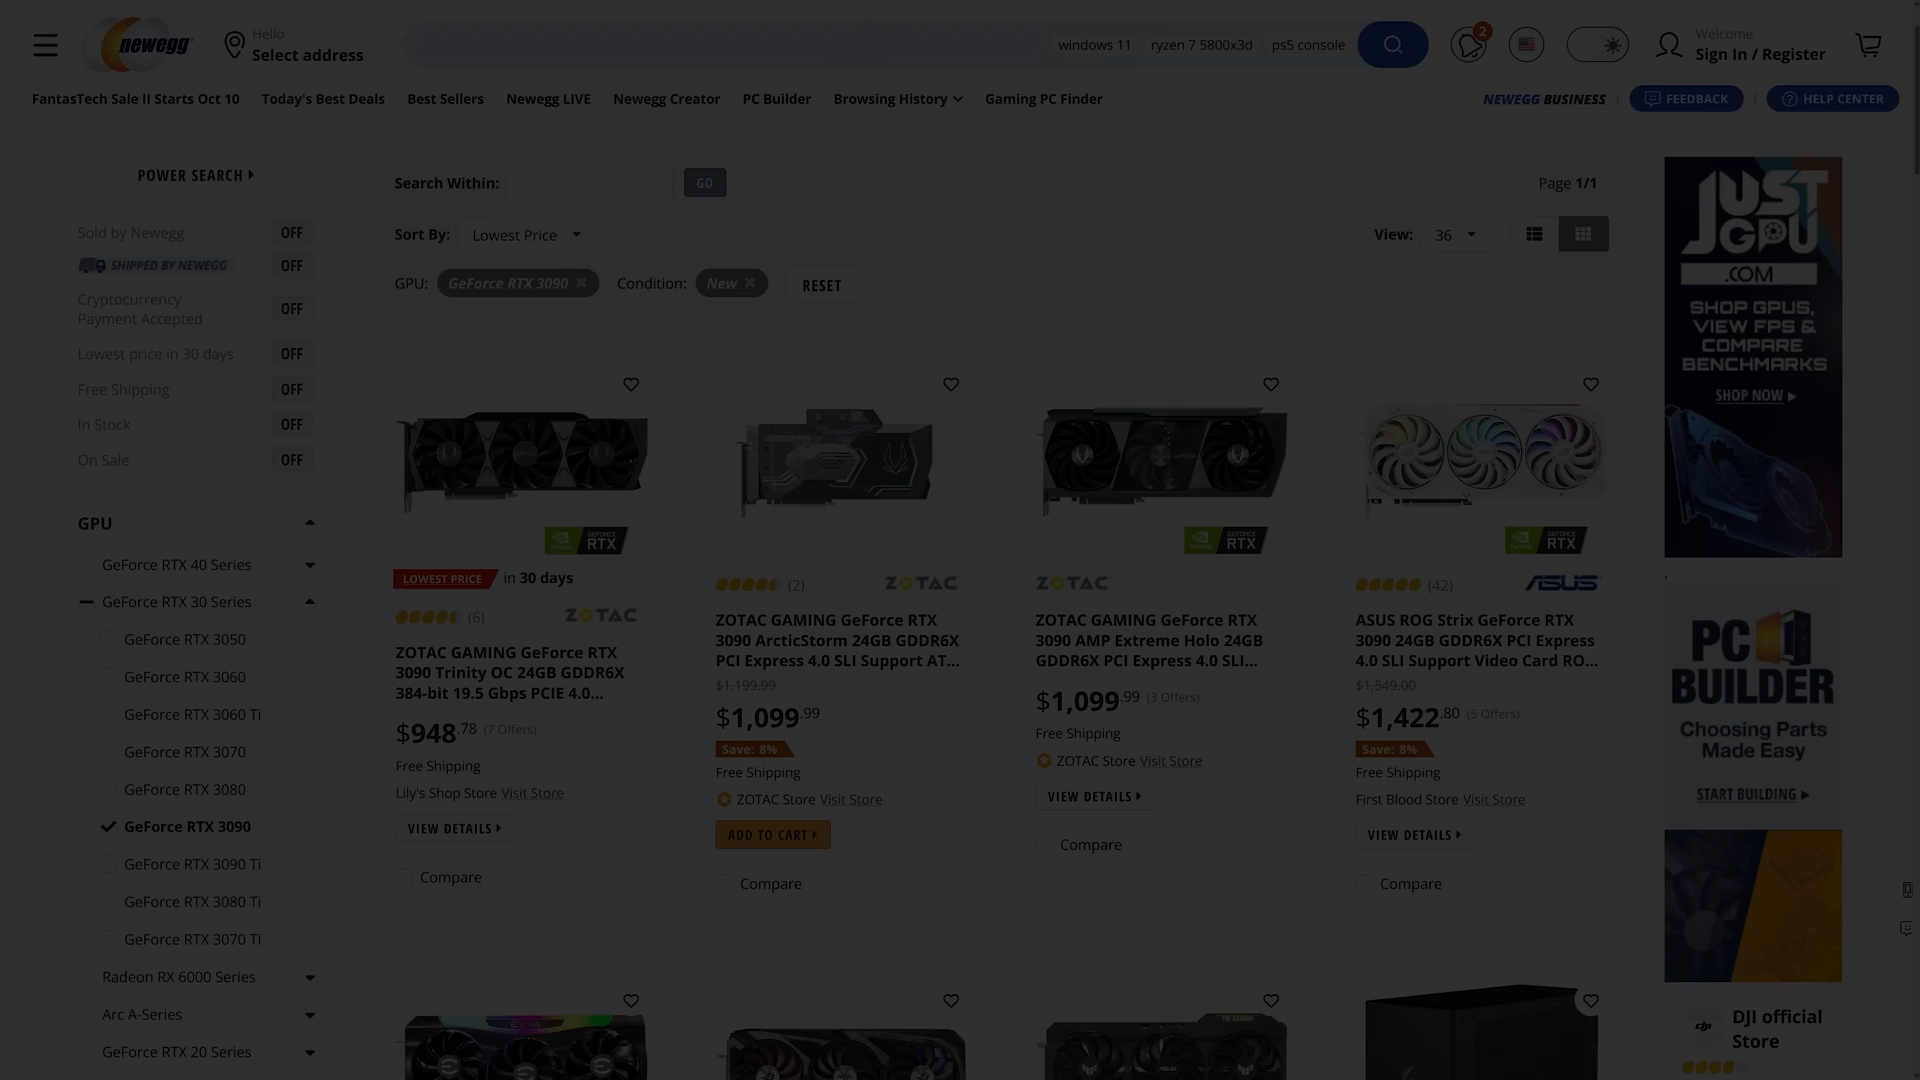 newegg
Hello
Select address
windows 11
ryzen 7 5800x3d
ps5 console
2
Welcome
Sign In / Register
FantasTech Sale II Starts Oct 10
Today's Best Deals
Best Sellers
Newegg LIVE
Newegg Creator
PC Builder
Browsing History
Gaming PC Finder
NEWEGG BUSINESS
FEEDBACK
HELP CENTER
POWER SEARCH
Sold by Newegg OFF
SHIPPED BY NEWEGG OFF
Cryptocurrency
Payment Accepted OFF
Lowest price in 30 days OFF
Free Shipping OFF
In Stock OFF
On Sale OFF
GPU
GeForce RTX 40 Series
GeForce RTX 30 Series
GeForce RTX 3050
GeForce RTX 3060
GeForce RTX 3060 Ti
GeForce RTX 3070
GeForce RTX 3080
GeForce RTX 3090
GeForce RTX 3090 Ti
GeForce RTX 3080 Ti
GeForce RTX 3070 Ti
Radeon RX 6000 Series
Arc A-Series
GeForce RTX 20 Series
Search Within:
GO
Page 1/1
Sort By: Lowest Price
View: 36
GPU: GeForce RTX 3090
Condition: New
RESET
GEFORCE
RTX
LOWEST PRICE in 30 days
(6)
ZOTAC
ZOTAC GAMING GeForce RTX
3090 Trinity OC 24GB GDDR6X
384-bit 19.5 Gbps PCIE 4.0...
$948.78 (7 Offers)
Free Shipping
Lily's Shop Store Visit Store
VIEW DETAILS
Compare
(2)
ZOTAC
ZOTAC GAMING GeForce RTX
3090 ArcticStorm 24GB GDDR6X
PCI Express 4.0 SLI Support AT...
$1,199.99
$1,099.99
Save: 8%
Free Shipping
ZOTAC Store Visit Store
ADD TO CART
Compare
GEFORCE
RTX
ZOTAC
ZOTAC GAMING GeForce RTX
3090 AMP Extreme Holo 24GB
GDDR6X PCI Express 4.0 SLI...
$1,099.99 (3 Offers)
Free Shipping
ZOTAC Store Visit Store
VIEW DETAILS
Compare
GEFORCE
RTX
(42)
ASUS
ASUS ROG Strix GeForce RTX
3090 24GB GDDR6X PCI Express
4.0 SLI Support Video Card RO...
$1,549.00
$1,422.80 (5 Offers)
Save: 8%
Free Shipping
First Blood Store Visit Store
VIEW DETAILS
Compare
EVGA
JUST
GPU
.COM
SHOP GPUS,
VIEW FPS &
COMPARE
BENCHMARKS
SHOP NOW
PC
BUILDER
Choosing Parts
Made Easy
START BUILDING
dji
DJI official
Store